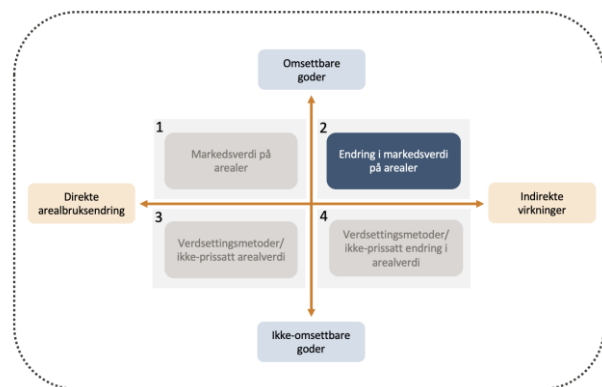 Omsettbare
goder
1
Markedsverdi på
arealer
2
Endring i markedsverdi
på arealer
Direkte
arealbruksendring
Indirekte
virkninger
3
Verdsettingsmetoder/
ikke-prissatt arealverdi
4
Verdsettingsmetoder/
ikke-prissatt endring i
arealverdi
Ikke-omsettbare
goder